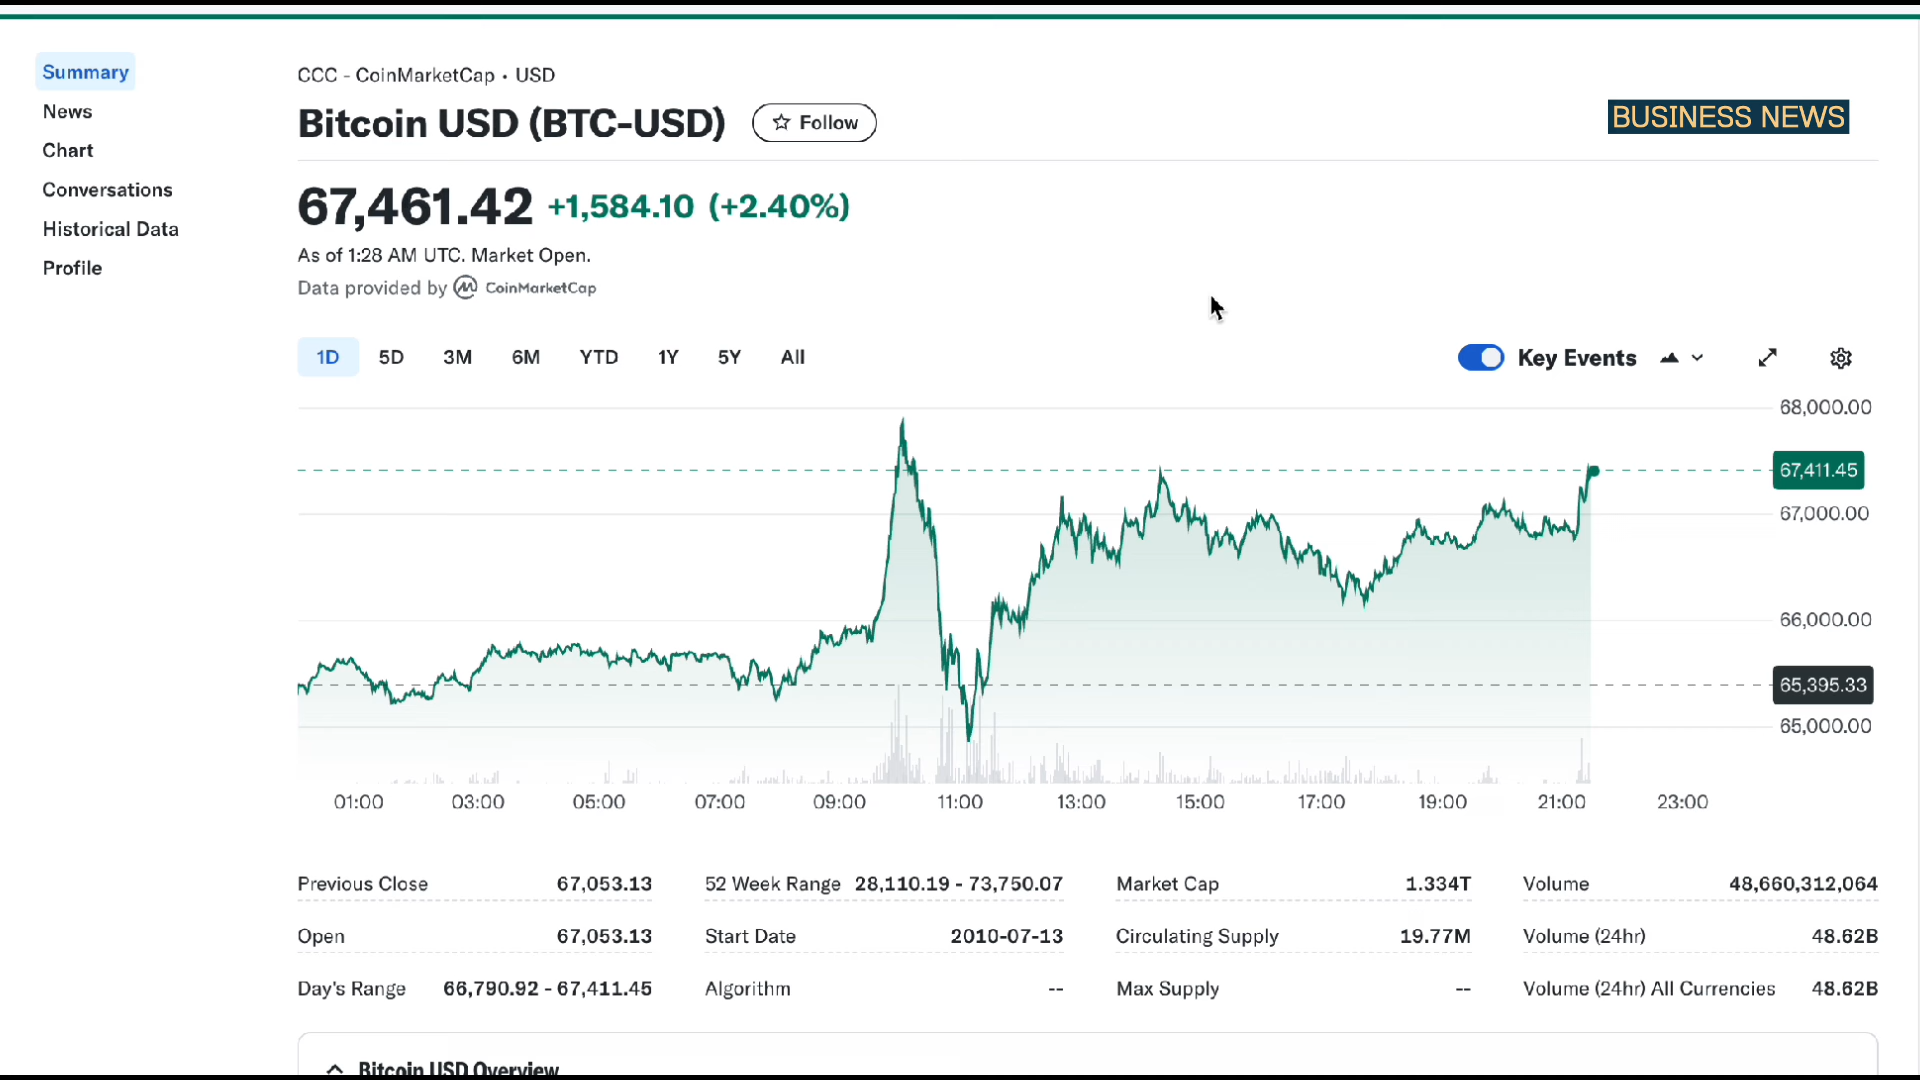 Summary
News
Chart
Conversations
Historical Data
Profile
CCC - CoinMarketCap • USD
Bitcoin USD (BTC-USD)
Follow
BUSINESS NEWS
67,461.42 +1,584.10 (+2.40%)
As of 1:28 AM UTC. Market Open.
Data provided by CoinMarketCap
1D 5D 3M 6M YTD 1Y 5Y All
Key Events
68,000.00
67,411.45
67,000.00
66,000.00
65,395.33
65,000.00
01:00 03:00 05:00 07:00 09:00 11:00 13:00 15:00 17:00 19:00 21:00 23:00
Previous Close 67,053.13 52 Week Range 28,110.19 - 73,750.07 Market Cap 1.334T Volume 48,660,312,064
Open 67,053.13 Start Date 2010-07-13 Circulating Supply 19.77M Volume (24hr) 48.62B
Day's Range 66,790.92 - 67,411.45 Algorithm -- Max Supply -- Volume (24hr) All Currencies 48.62B
Bitcoin USD Overview